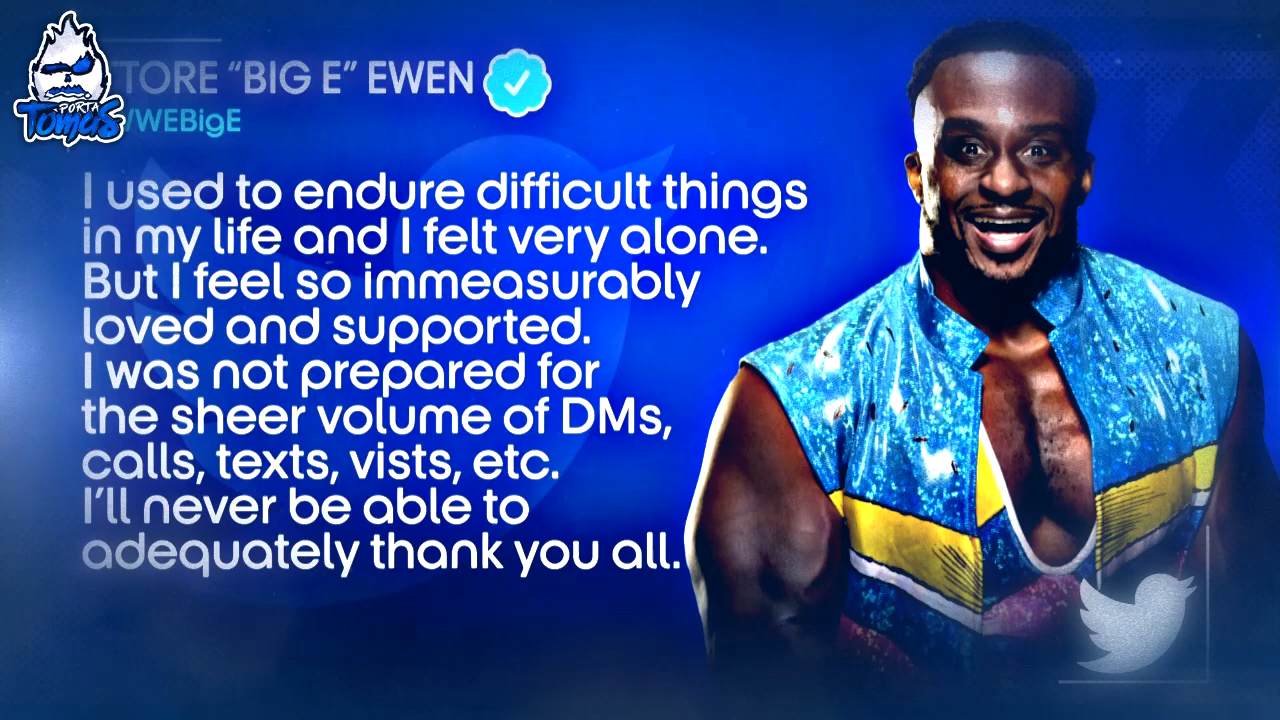 PORTA
TomaS
TORE “BIG E” EWEN
WEBigE
I used to endure difficult things
in my life and I felt very alone.
But I feel so immeasurably
loved and supported.
I was not prepared for
the sheer volume of DMs,
calls, texts, vists, etc.
I’ll never be able to
adequately thank you all.